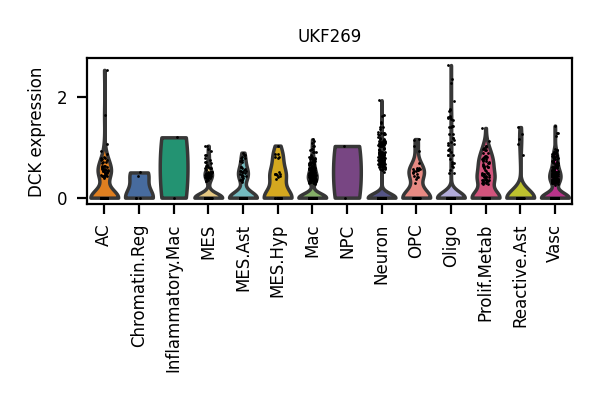 UKF269
DCK expression
2
0
AC
Chromatin.Reg
Inflammatory.Mac
MES
MES.Ast
MES.Hyp
Mac
NPC
Neuron
OPC
Oligo
Prolif.Metab
Reactive.Ast
Vasc